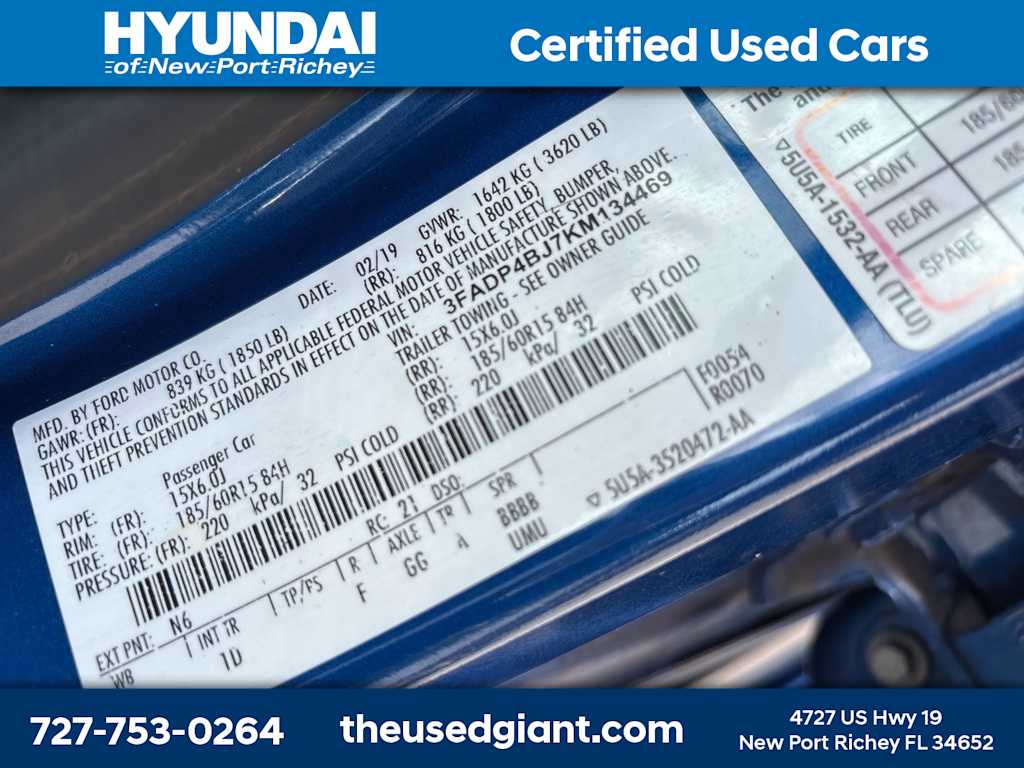 HYUNDAI
of New Port Richey
Certified Used Cars
MFD. BY FORD MOTOR CO.
DATE: 02/19 GVWR: 1642 KG ( 3620 LB)
GAWR: (FR): 839 KG ( 1850 LB) (RR): 816 KG ( 1800 LB)
THIS VEHICLE CONFORMS TO ALL APPLICABLE FEDERAL MOTOR VEHICLE SAFETY, BUMPER,
AND THEFT PREVENTION STANDARDS IN EFFECT ON THE DATE OF MANUFACTURE SHOWN ABOVE.
VIN: 3FADP4BJ7KM134469
TYPE: Passenger Car TRAILER TOWING - SEE OWNER GUIDE
RIM: (FR): 15X6.0J (RR): 15X6.0J
TIRE: (FR): 185/60R15 84H (RR): 185/60R15 84H
PRESSURE: (FR): 220 kPa/ 32 PSI COLD (RR): 220 kPa/ 32 PSI COLD
F0054
R0070
EXT PNT: N6 RC: 21 DSO:
WB INT TR TP/PS R AXLE TR SPR
1D F GG A BBBB
UMU
▽ 5U5A-3520472-AA
The
and
TIRE
FRONT 185/60
REAR 185
SPARE
▽5U5A-1532-AA (TLU)
727-753-0264
theusedgiant.com
4727 US Hwy 19
New Port Richey FL 34652